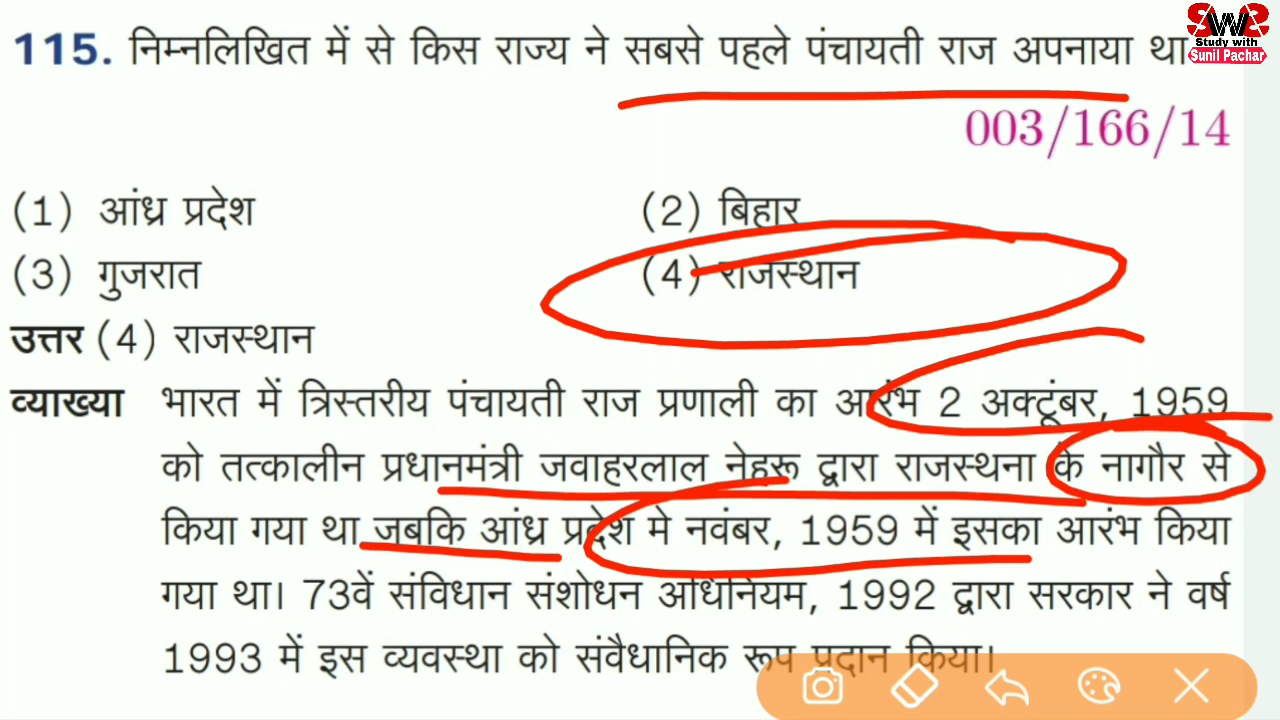 Study with
Sunil Pachar
115. निम्नलिखित में से किस राज्य ने सबसे पहले पंचायती राज अपनाया था
003/166/14
(1) आंध्र प्रदेश (2) बिहार
(3) गुजरात (4) राजस्थान
उत्तर (4) राजस्थान
व्याख्या भारत में त्रिस्तरीय पंचायती राज प्रणाली का आरंभ 2 अक्टूंबर, 1959
को तत्कालीन प्रधानमंत्री जवाहरलाल नेहरू द्वारा राजस्थना के नागौर से
किया गया था जबकि आंध्र प्रदेश मे नवंबर, 1959 में इसका आरंभ किया
गया था। 73वें संविधान संशोधन अधिनियम, 1992 द्वारा सरकार ने वर्ष
1993 में इस व्यवस्था को संवैधानिक रूप प्रदान किया।